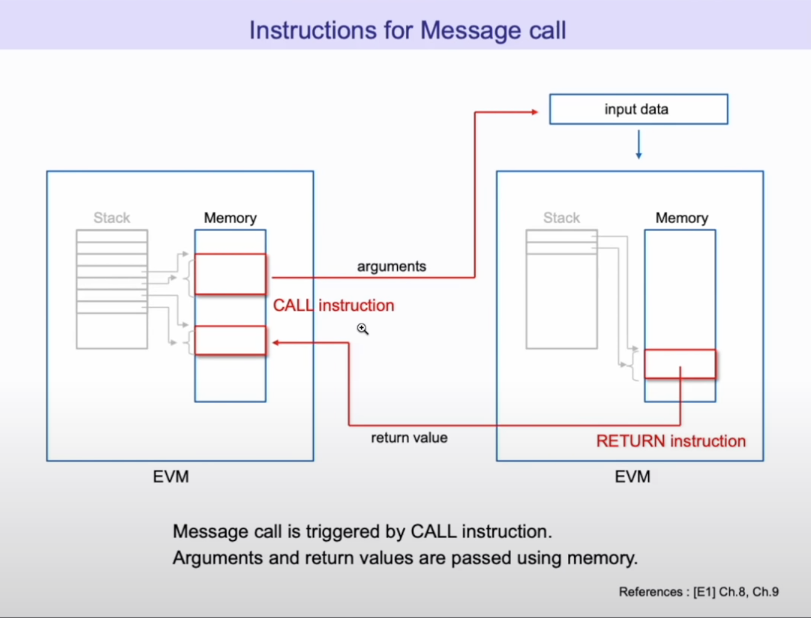 Instructions for Message call
input data
Stack
Memory
Stack
Memory
arguments
CALL instruction
return value
RETURN instruction
EVM
EVM
Message call is triggered by CALL instruction.
Arguments and return values are passed using memory.
References : [E1] Ch.8, Ch.9